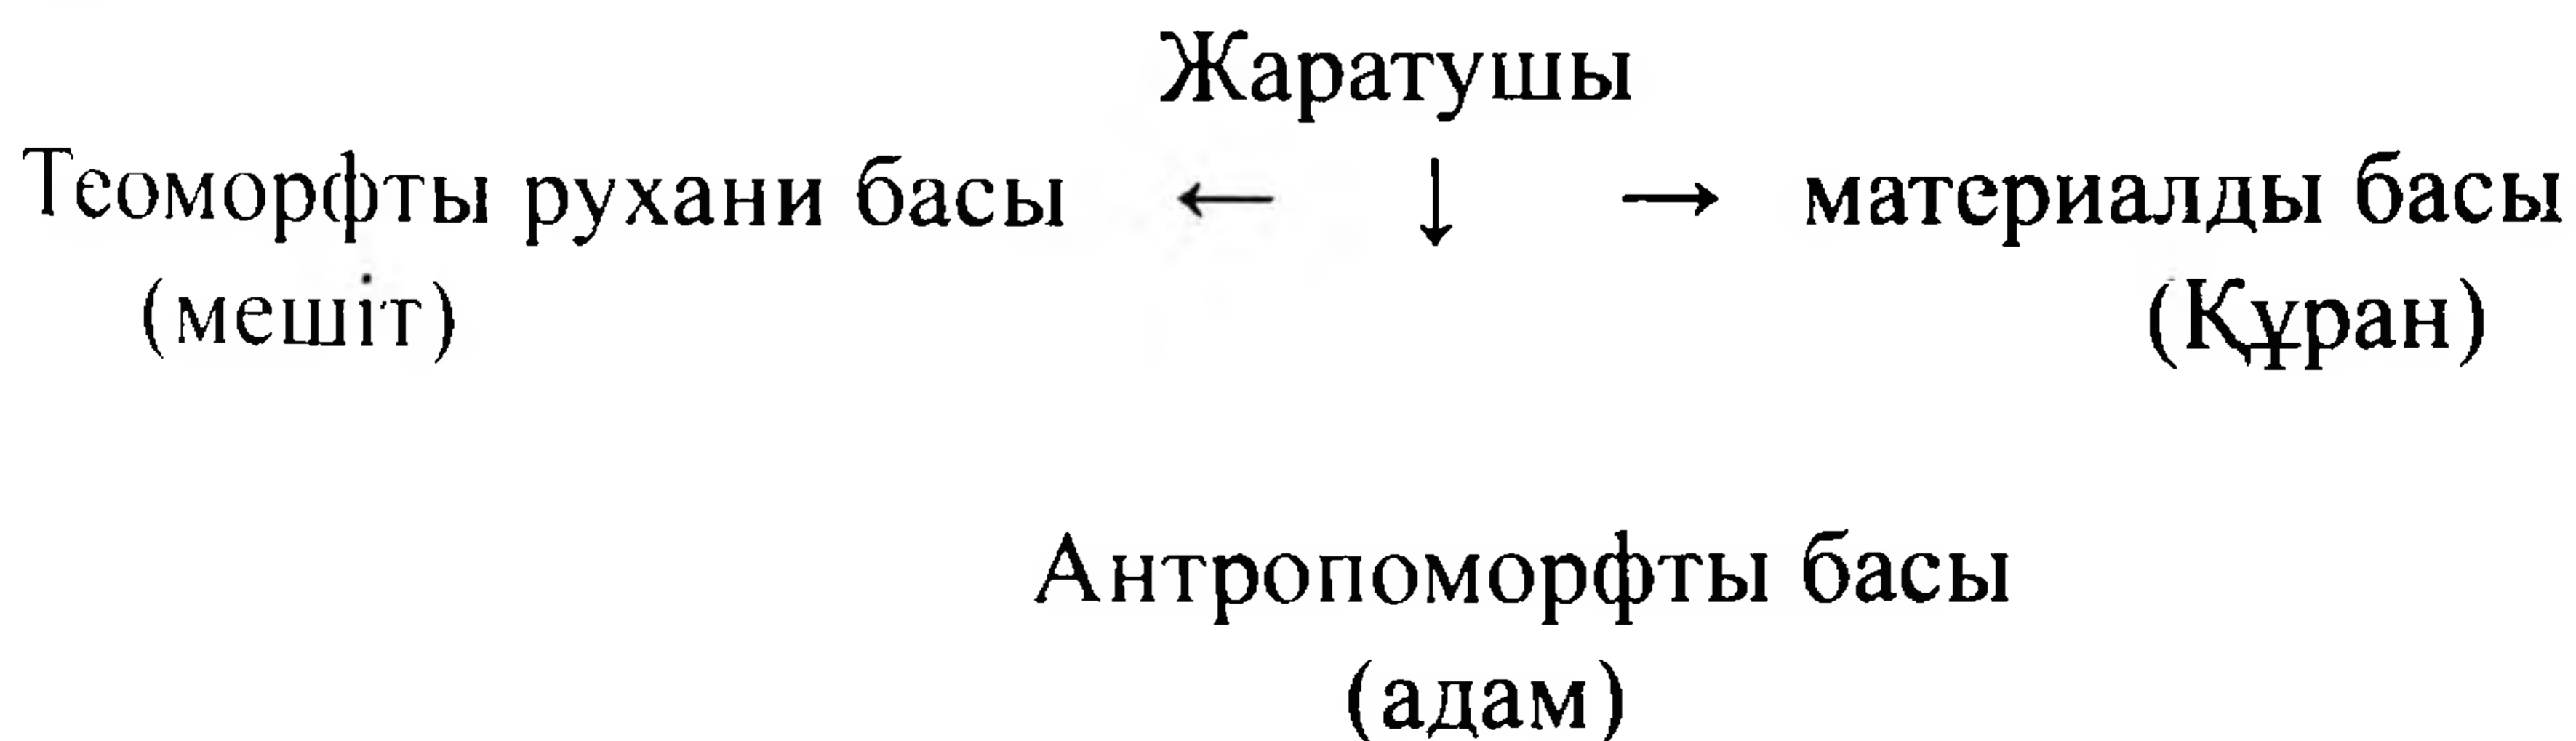 Жаратушы
Теоморфты рухани басы ← ↓ → материалды басы
(мешіт) (Құран)
Антропоморфты басы
(адам)